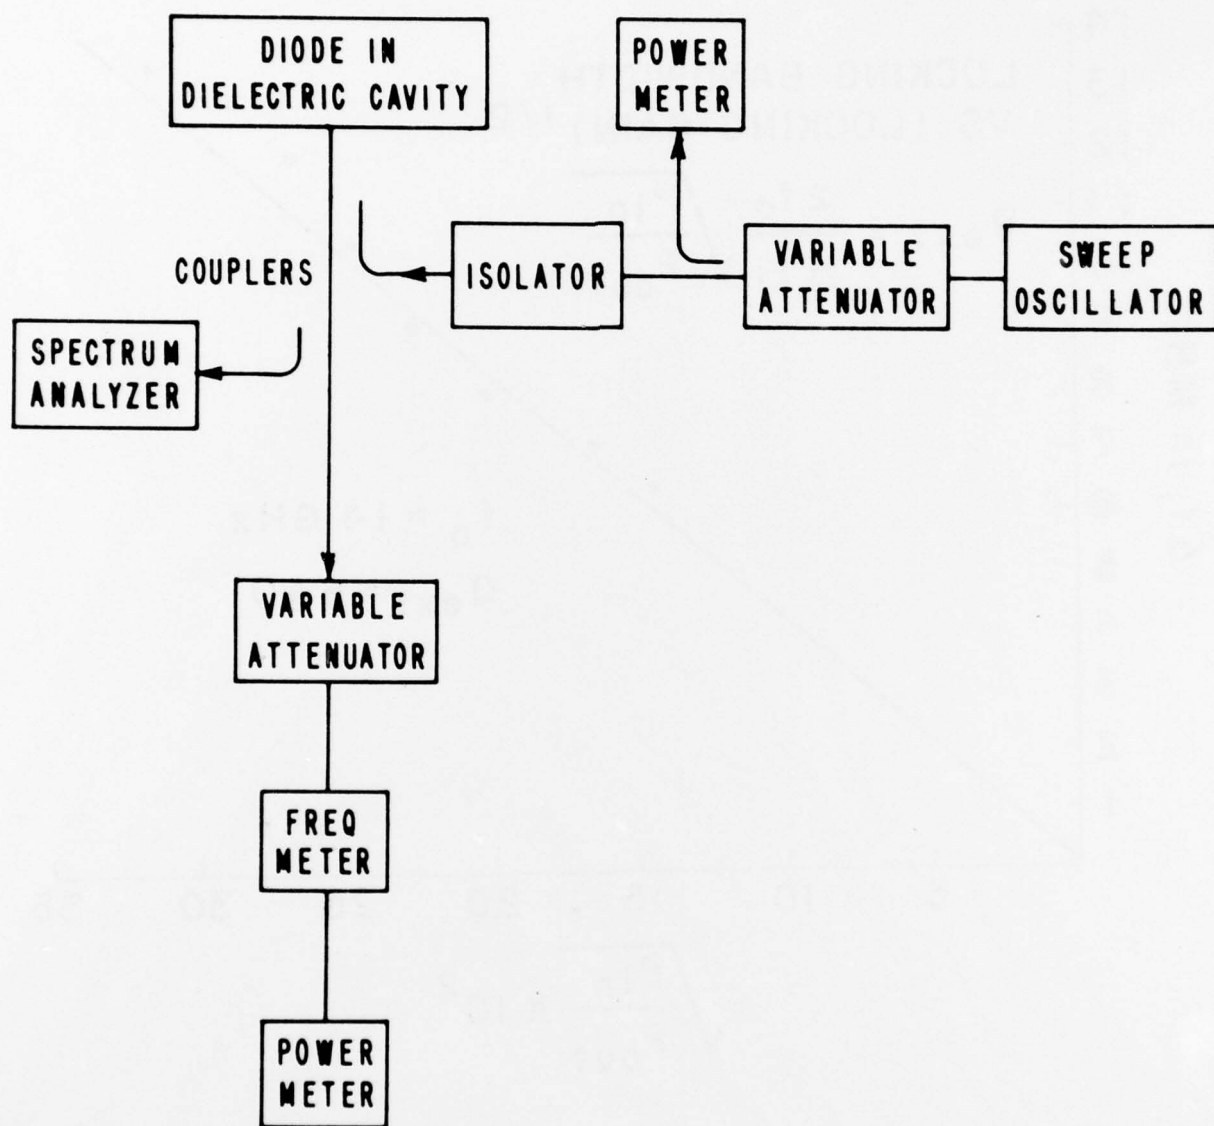 DIODE IN
DIELECTRIC CAVITY
POWER
METER
COUPLERS
ISOLATOR
VARIABLE
ATTENUATOR
SWEEP
OSCILLATOR
SPECTRUM
ANALYZER
VARIABLE
ATTENUATOR
FREQ
METER
POWER
METER